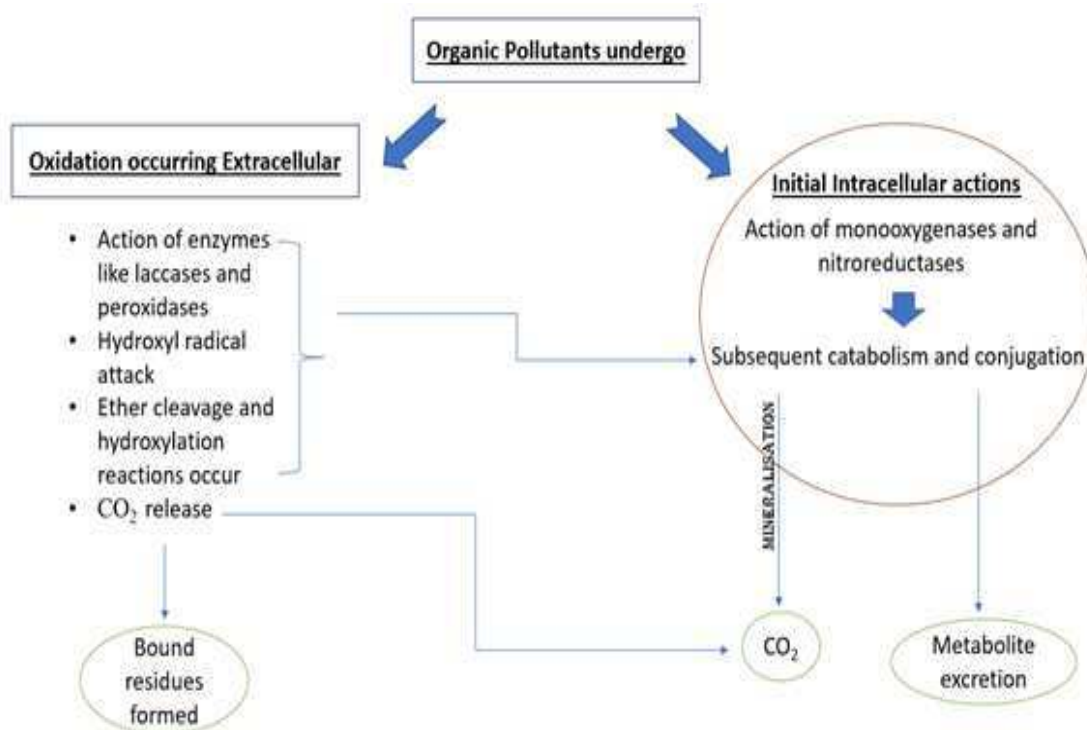 Organic Pollutants undergo
Oxidation occurring Extracellular
• Action of enzymes
like laccases and
peroxidases
• Hydroxyl radical
attack
• Ether cleavage and
hydroxylation
reactions occur
• CO₂ release
Bound
residues
formed
Initial Intracellular actions
Action of monooxygenases and
nitroreductases
Subsequent catabolism and conjugation
MINERALISATION
CO₂
Metabolite
excretion